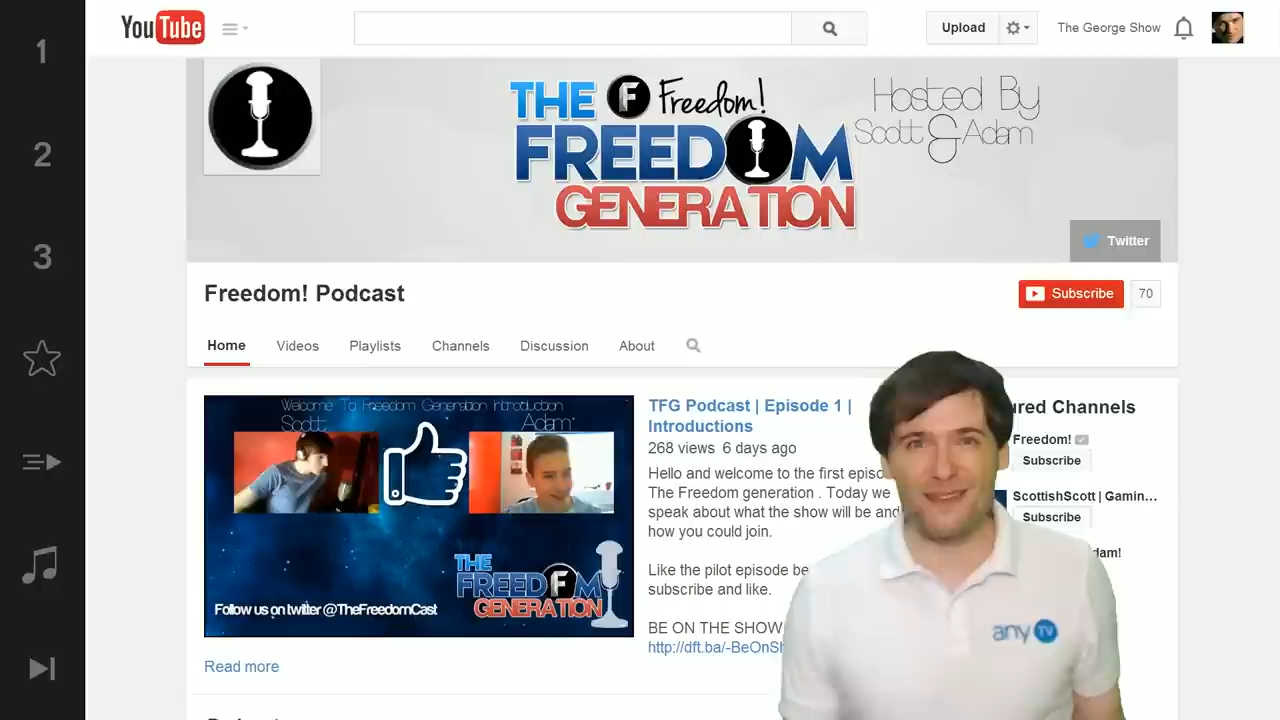 1
2
3
YouTube
Upload
The George Show
THE F Freedom!
FREEDOM
GENERATION
Hosted By
Scott & Adam
Twitter
Freedom! Podcast
Subscribe 70
Home Videos Playlists Channels Discussion About
Welcome To Freedom Generation Introduction
Scott Adam
THE
FREEDFM
GENERATION
Follow us on twitter @TheFreedomCast
Read more
TFG Podcast | Episode 1 |
Introductions
268 views 6 days ago
Hello and welcome to the first episo
The Freedom generation . Today we
speak about what the show will be and
how you could join.
Like the pilot episode be
subscribe and like.
BE ON THE SHOW
http://dft.ba/-BeOnSh
ured Channels
Freedom!
Subscribe
ScottishScott | Gamin...
Subscribe
dam!
any TV